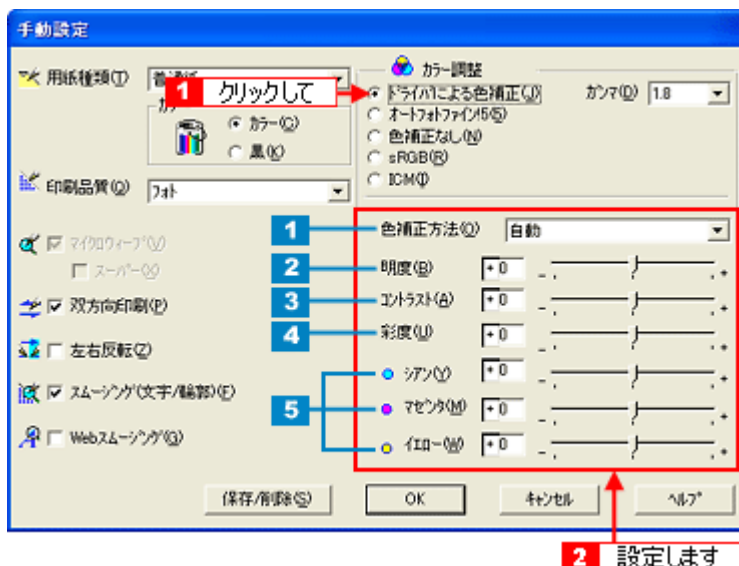 手動設定
用紙種類(T)
1 クリックして
カラー(C)
黒(K)
印刷品質(Q) フォト
マイクロウィーブ(V)
スーパー(X)
双方向印刷(P)
左右反転(Z)
スムージング(文字/輪郭)(F)
Webスムージング(G)
カラー調整
ドライバによる色補正(J)
オートフォトファイン!5(5)
色補正なし(N)
sRGB(R)
ICM(I)
ガンマ(D) 1.8
1 色補正方法(O) 自動
2 明度(B) +0 - +
3 コントラスト(A) +0 - +
4 彩度(U) +0 - +
5
シアン(Y) +0 - +
マゼンタ(M) +0 - +
イエロー(W) +0 - +
保存/削除(S) OK キャンセル ヘルプ
2 設定します